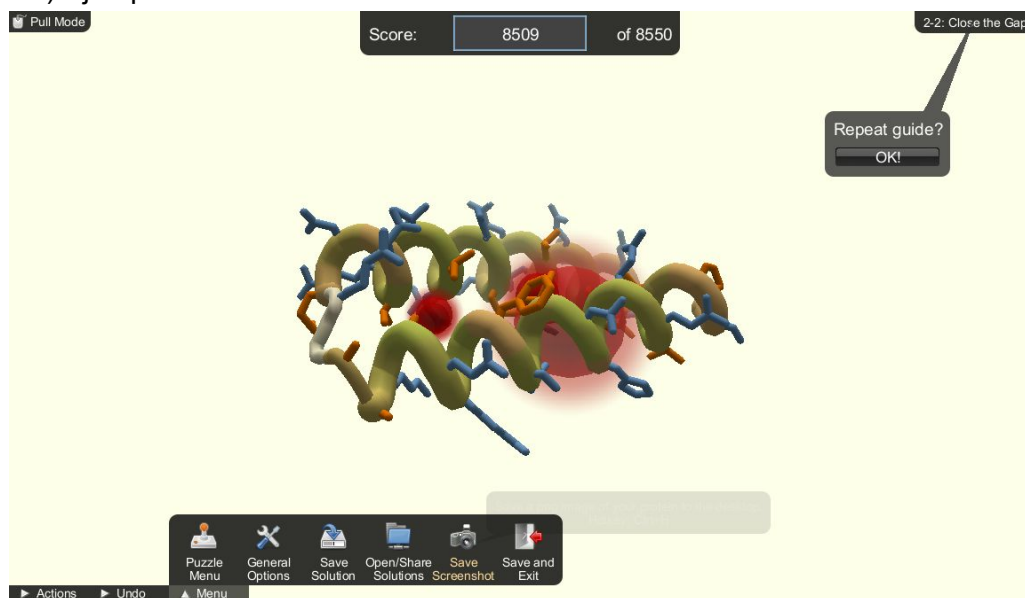 Pull Mode
Score: 8509 of 8550
2-2: Close the Gap
Repeat guide?
OK!
Puzzle Menu
General Options
Save Solution
Open/Share Solutions
Save Screenshot
Save and Exit
► Actions ► Undo ▲ Menu